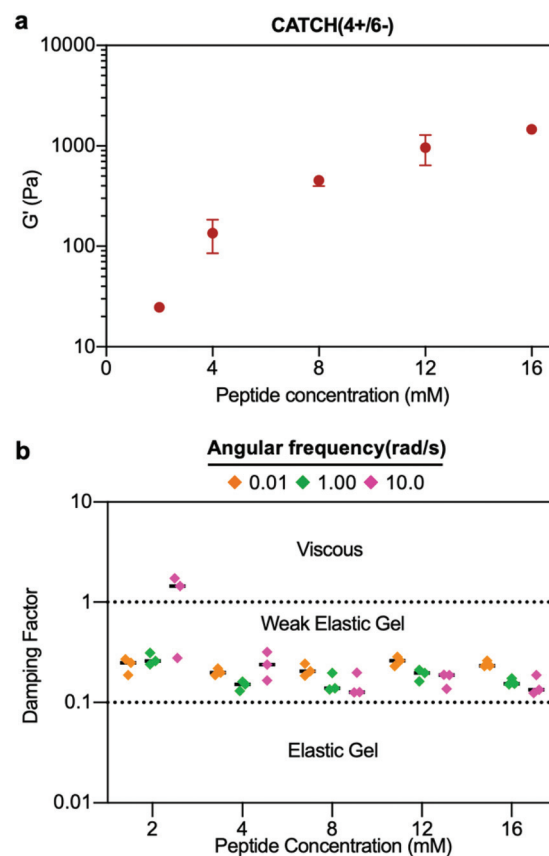 a
CATCH(4+/6-)
10000
1000
100
10
G' (Pa)
0 4 8 12 16
Peptide concentration (mM)
b
Angular frequency(rad/s)
0.01 1.00 10.0
10
1
0.1
0.01
Damping Factor
Viscous
Weak Elastic Gel
Elastic Gel
2 4 8 12 16
Peptide Concentration (mM)